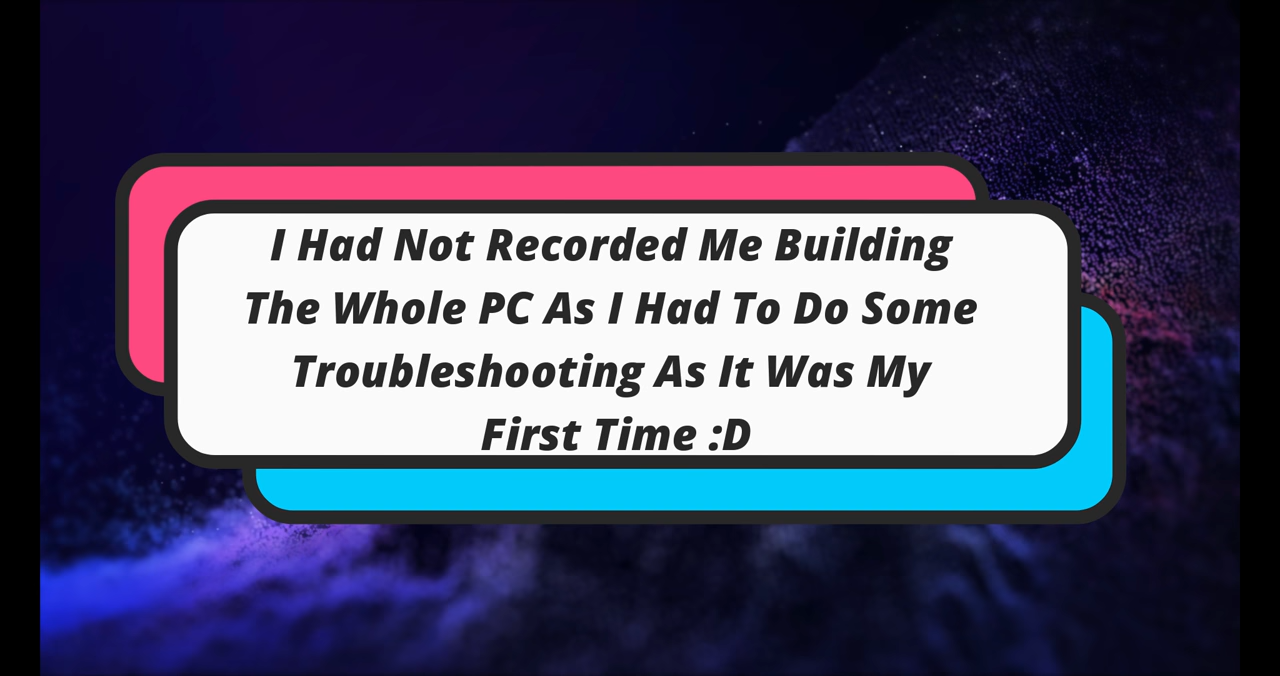 I Had Not Recorded Me Building
The Whole PC As I Had To Do Some
Troubleshooting As It Was My
First Time :D